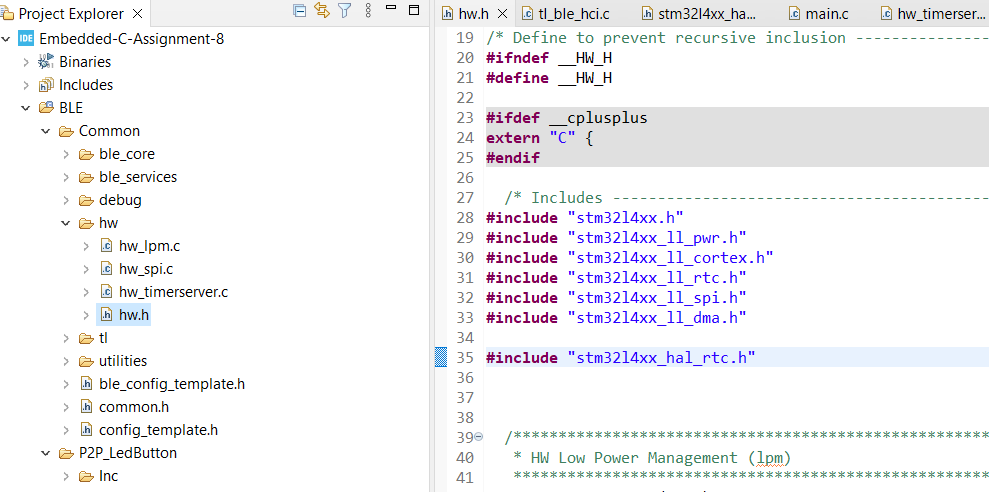 Project Explorer
IDE Embedded-C-Assignment-8
Binaries
Includes
BLE
Common
ble_core
ble_services
debug
hw
hw_lpm.c
hw_spi.c
hw_timerserver.c
hw.h
tl
utilities
ble_config_template.h
common.h
config_template.h
P2P_LedButton
Inc
hw.h tl_ble_hci.c stm32l4xx_ha... main.c hw_timerser...
19 /* Define to prevent recursive inclusion ---------------
20 #ifndef __HW_H
21 #define __HW_H
22
23 #ifdef __cplusplus
24 extern "C" {
25 #endif
26
27 /* Includes ------------------------------------------
28 #include "stm32l4xx.h"
29 #include "stm32l4xx_ll_pwr.h"
30 #include "stm32l4xx_ll_cortex.h"
31 #include "stm32l4xx_ll_rtc.h"
32 #include "stm32l4xx_ll_spi.h"
33 #include "stm32l4xx_ll_dma.h"
34
35 #include "stm32l4xx_hal_rtc.h"
36
37
38
39 /*****************************************************
40 * HW Low Power Management (lpm)
41 *****************************************************